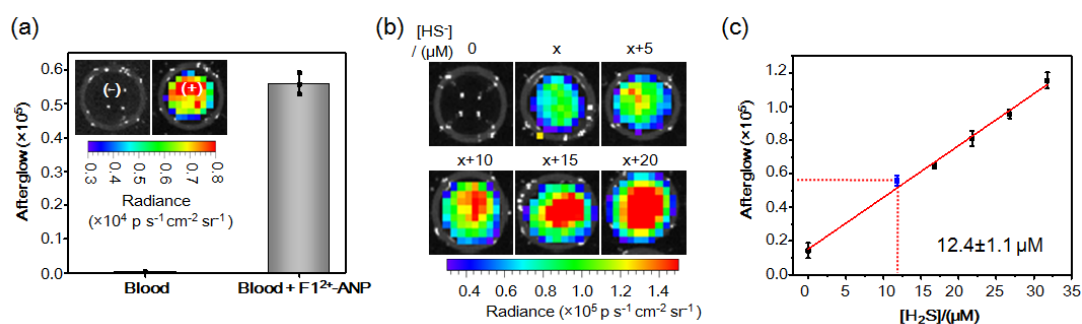 (a)
Afterglow (×10⁵)
0.6
0.5
0.4
0.3
0.2
0.1
0.0
(-)
(+)
0.3 0.4 0.5 0.6 0.7 0.8
Radiance
(×10⁴ p s⁻¹cm⁻² sr⁻¹)
Blood
Blood + F1²⁺-ANP
(b)
[HS⁻]
/ (μM)
0 x x+5
x+10 x+15 x+20
0.4 0.6 0.8 1.0 1.2 1.4
Radiance (×10⁵ p s⁻¹ cm⁻² sr⁻¹)
(c)
Afterglow (×10⁵)
1.2
1.0
0.8
0.6
0.4
0.2
0.0
12.4±1.1 μM
0 5 10 15 20 25 30 35
[H₂S]/(μM)